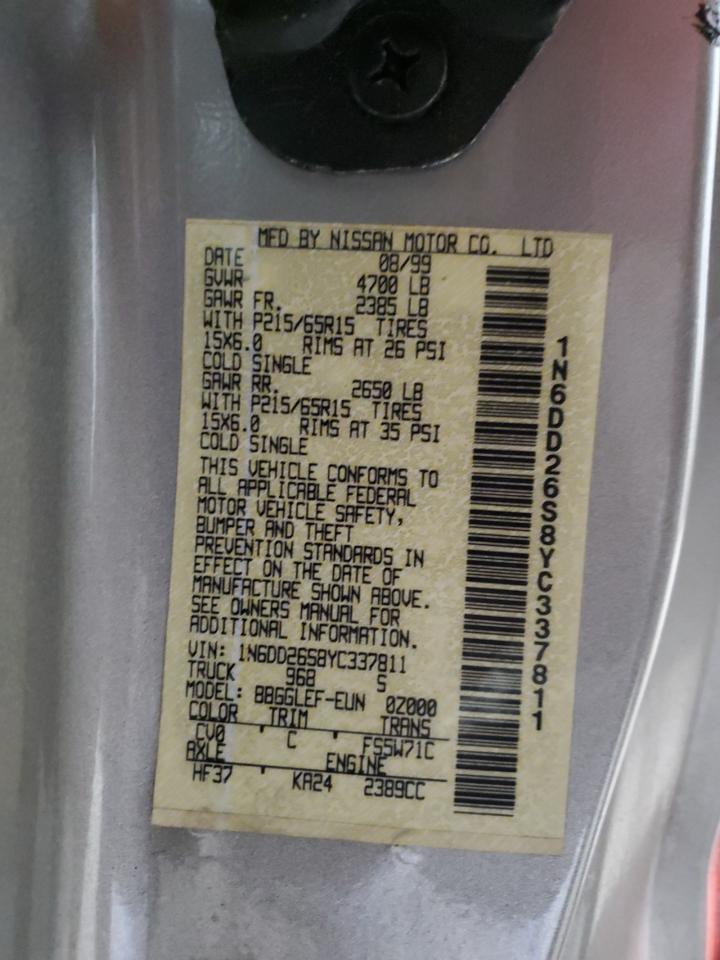 MFD BY NISSAN MOTOR CO. LTD
DATE 08/99
GVWR 4700 LB
GAWR FR. 2385 LB
WITH P215/65R15 TIRES
15X6.0 RIMS AT 26 PSI
COLD SINGLE
GAWR RR. 2650 LB
WITH P215/65R15 TIRES
15X6.0 RIMS AT 35 PSI
COLD SINGLE
THIS VEHICLE CONFORMS TO
ALL APPLICABLE FEDERAL
MOTOR VEHICLE SAFETY,
BUMPER AND THEFT
PREVENTION STANDARDS IN
EFFECT ON THE DATE OF
MANUFACTURE SHOWN ABOVE.
SEE OWNERS MANUAL FOR
ADDITIONAL INFORMATION.
VIN: 1N6DD26S8YC337811
TRUCK 968 S
MODEL: BBGGLEF-EUN 0Z000
COLOR TRIM TRANS
CV0 ' C ' FS5W71C
AXLE ENGINE
HF37 ' KA24 2389CC
1N6DD26S8YC337811